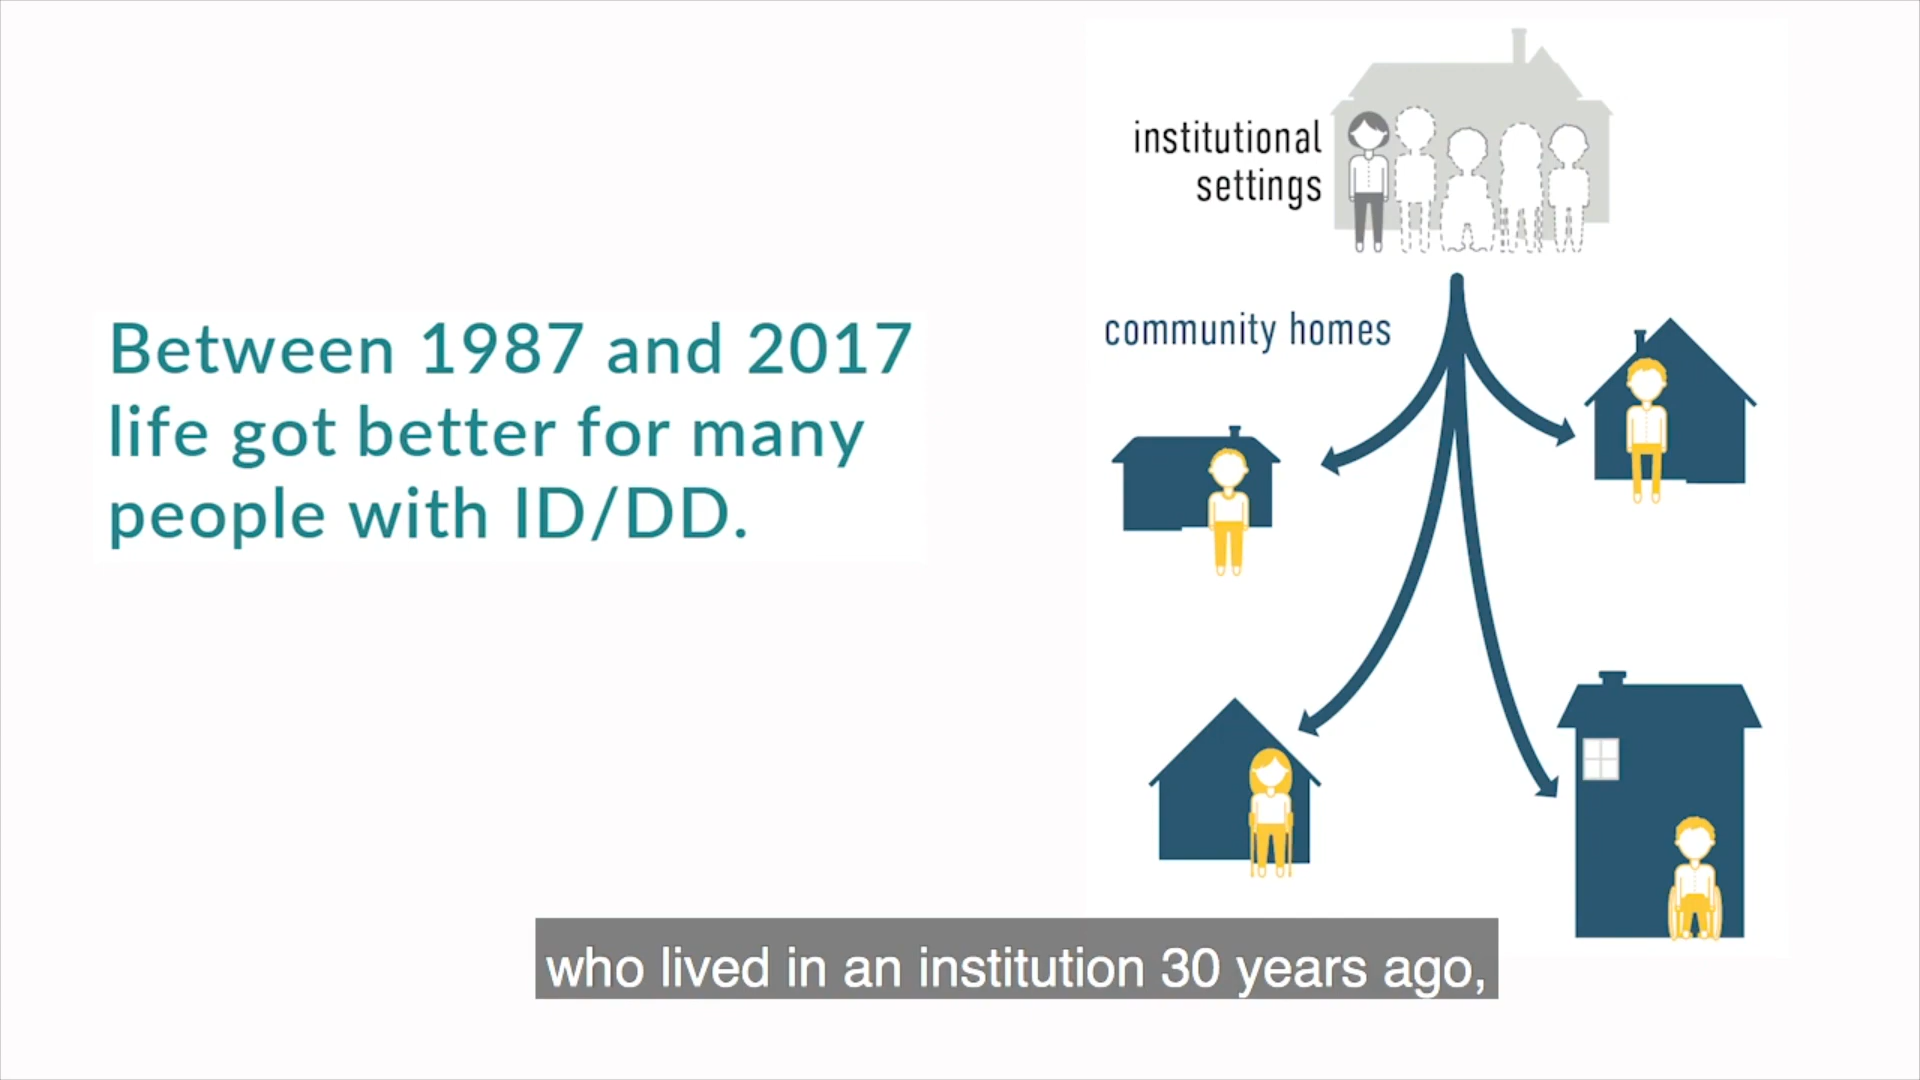 institutional
settings
community homes
Between 1987 and 2017
life got better for many
people with ID/DD.
who lived in an institution 30 years ago,